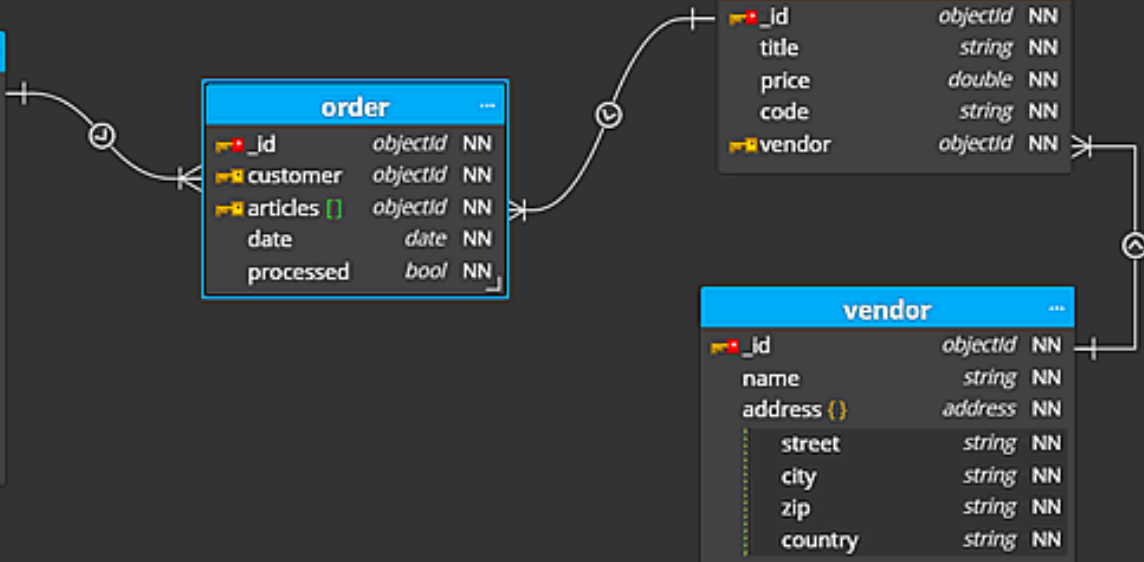 _id objectId NN
title string NN
price double NN
code string NN
vendor objectId NN
order ...
_id objectId NN
customer objectId NN
articles [] objectId NN
date date NN
processed bool NN
vendor ...
_id objectId NN
name string NN
address {} address NN
street string NN
city string NN
zip string NN
country string NN